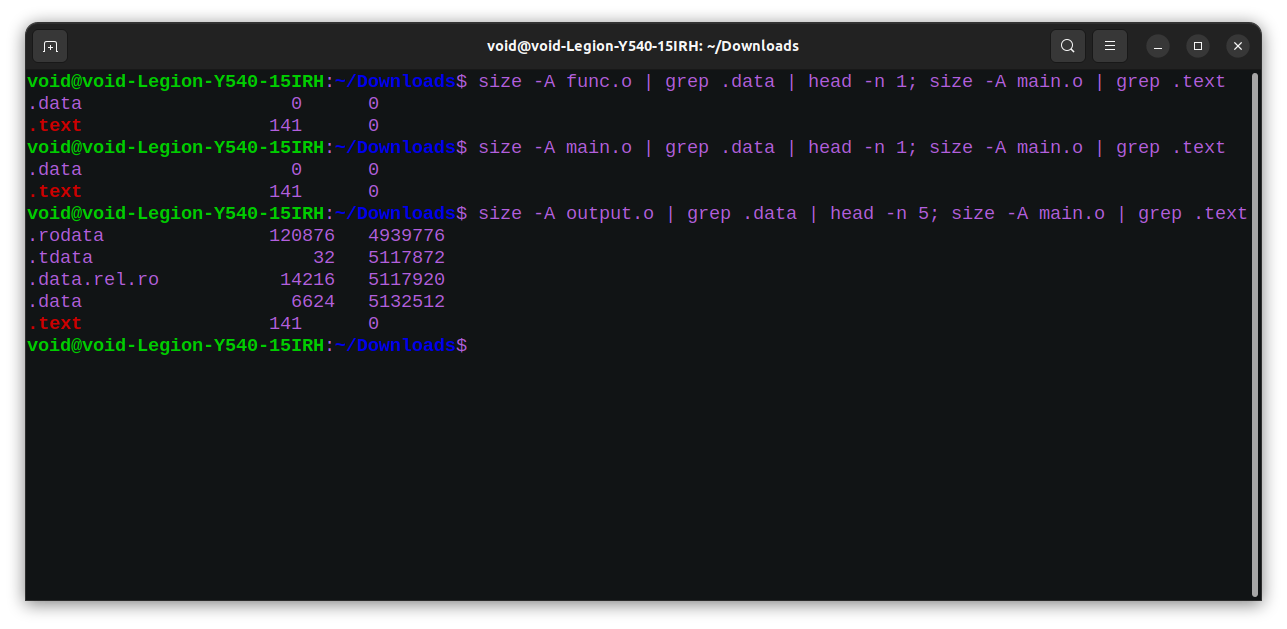 void@void-Legion-Y540-15IRH: ~/Downloads
void@void-Legion-Y540-15IRH:~/Downloads$ size -A func.o | grep .data | head -n 1; size -A main.o | grep .text
.data 0 0
.text 141 0
void@void-Legion-Y540-15IRH:~/Downloads$ size -A main.o | grep .data | head -n 1; size -A main.o | grep .text
.data 0 0
.text 141 0
void@void-Legion-Y540-15IRH:~/Downloads$ size -A output.o | grep .data | head -n 5; size -A main.o | grep .text
.rodata 120876 4939776
.tdata 32 5117872
.data.rel.ro 14216 5117920
.data 6624 5132512
.text 141 0
void@void-Legion-Y540-15IRH:~/Downloads$